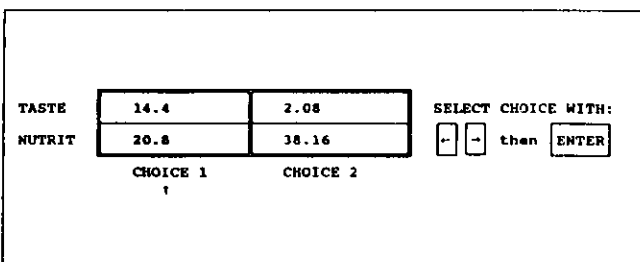 TASTE 14.4 2.08 SELECT CHOICE WITH:
NUTRIT 20.8 38.16 ← → then ENTER
CHOICE 1 CHOICE 2
↑